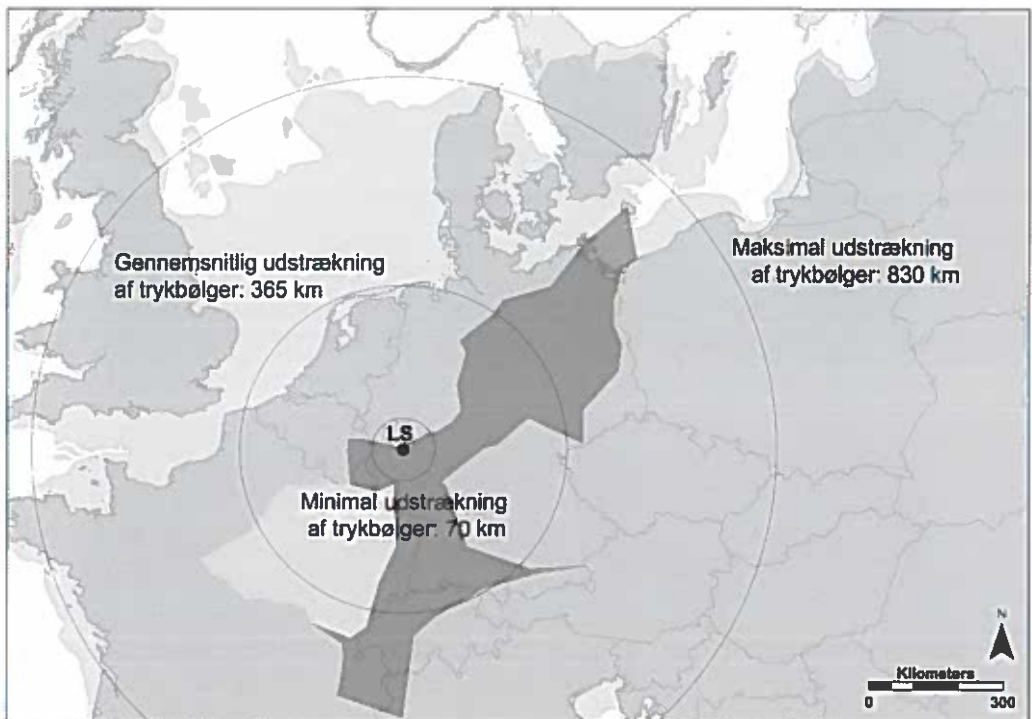 Gennemsnitlig udstrækning
af trykbølger: 365 km
Maksimal udstrækning
af trykbølger: 830 km
LS
Minimal udstrækning
af trykbølger: 70 km
N
Kilometers
0 300